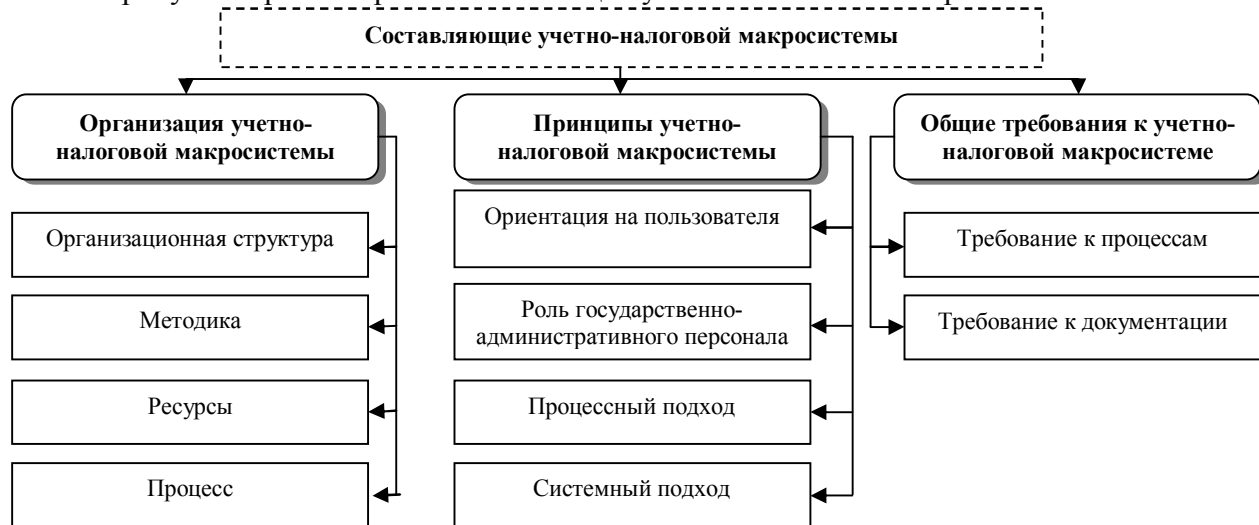 Составляющие учетно-налоговой макросистемы
Организация учетно-
налоговой макросистемы
Организационная структура
Методика
Ресурсы
Процесс
Принципы учетно-
налоговой макросистемы
Ориентация на пользователя
Роль государственно-
административного персонала
Процессный подход
Системный подход
Общие требования к учетно-
налоговой макросистеме
Требование к процессам
Требование к документации